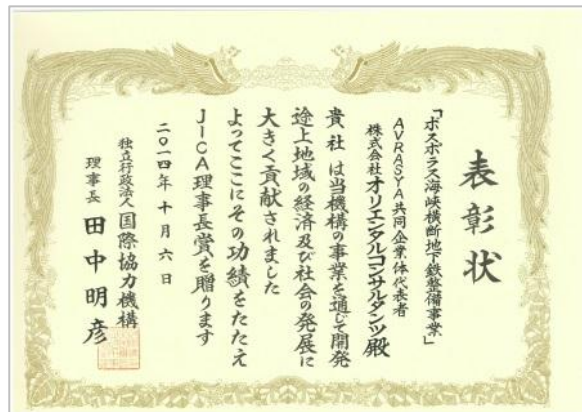 表彰状
「ボスポラス海峡横断地下鉄整備事業」
AVRASYA共同企業体代表者
株式会社オリエンタルコンサルタンツ殿
貴社は当機構の事業を通じて開発
途上地域の経済及び社会の発展に
大きく貢献されました
よってここにその功績をたたえ
JICA理事長賞を贈ります
二〇一四年十月六日
独立行政法人国際協力機構
理事長 田中明彦